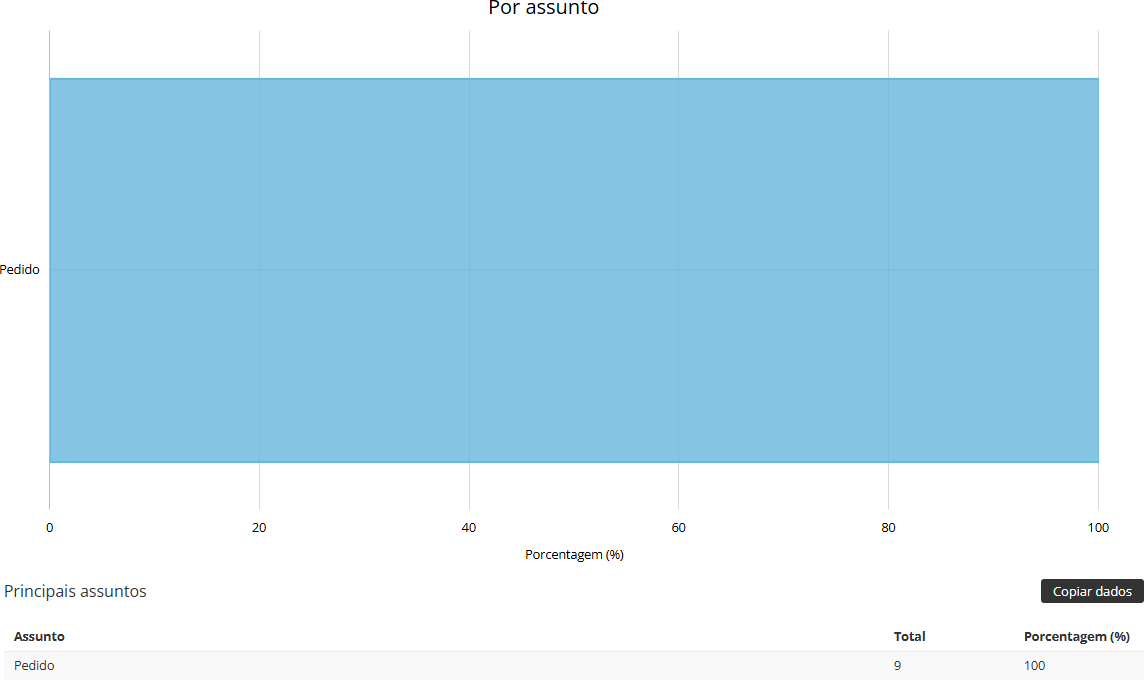 Por assunto
Pedido
0 20 40 60 80 100
Porcentagem (%)
Principais assuntos Copiar dados
Assunto Total Porcentagem (%)
Pedido 9 100